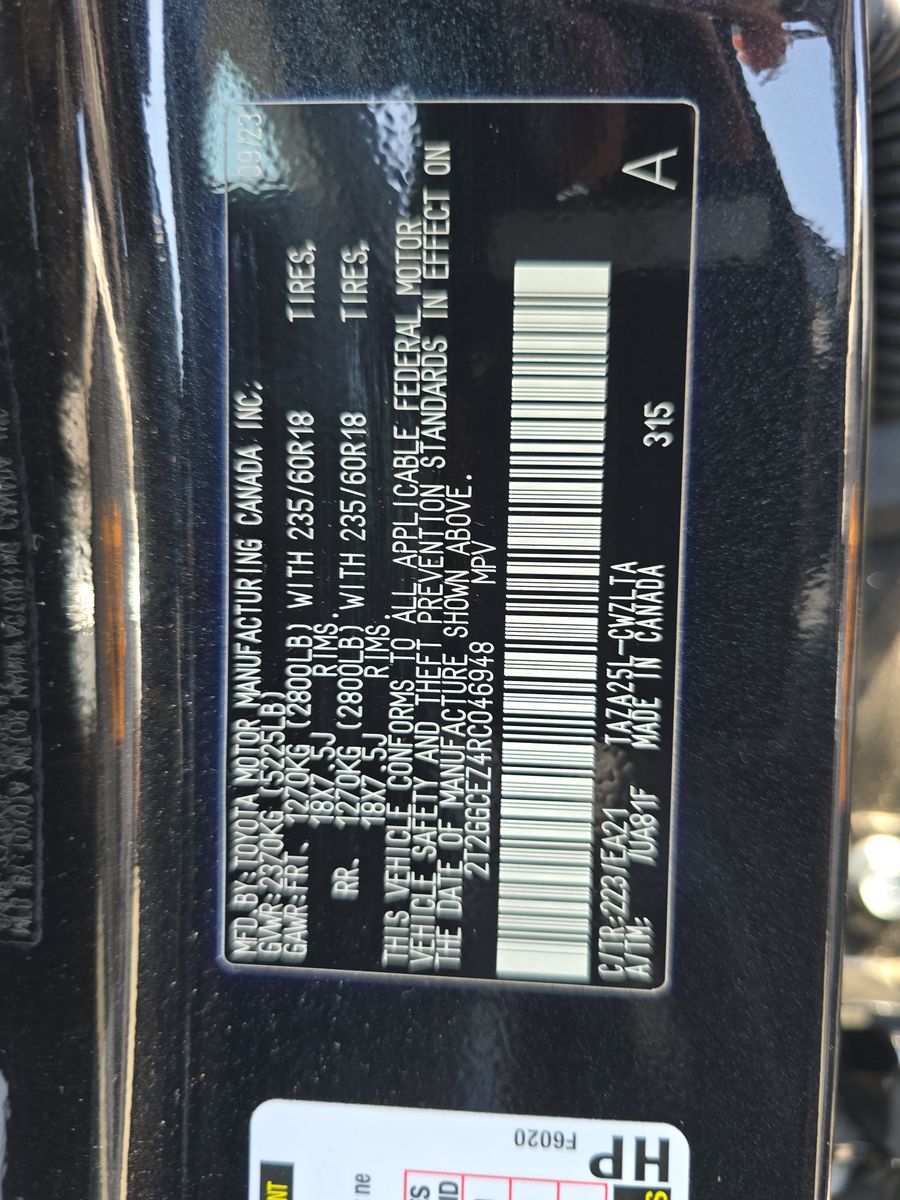 MFD BY:TOYOTA MOTOR MANUFACTURING CANADA INC. 09/23
GVWR:2370KG (5225LB)
GAWR:FRT. 1270KG (2800LB) WITH 235/60R18 TIRES,
18X7.5J RIMS.
RR. 1270KG (2800LB) WITH 235/60R18 TIRES,
18X7.5J RIMS.
THIS VEHICLE CONFORMS TO ALL APPLICABLE FEDERAL MOTOR
VEHICLE SAFETY AND THEFT PREVENTION STANDARDS IN EFFECT ON
THE DATE OF MANUFACTURE SHOWN ABOVE.
2T2GGCEZ4RC046948 MPV
C/TR:223/EA21 TAZA25L-CWZLTA
A/TM: /UA81F MADE IN CANADA 315 A
F6020
HP